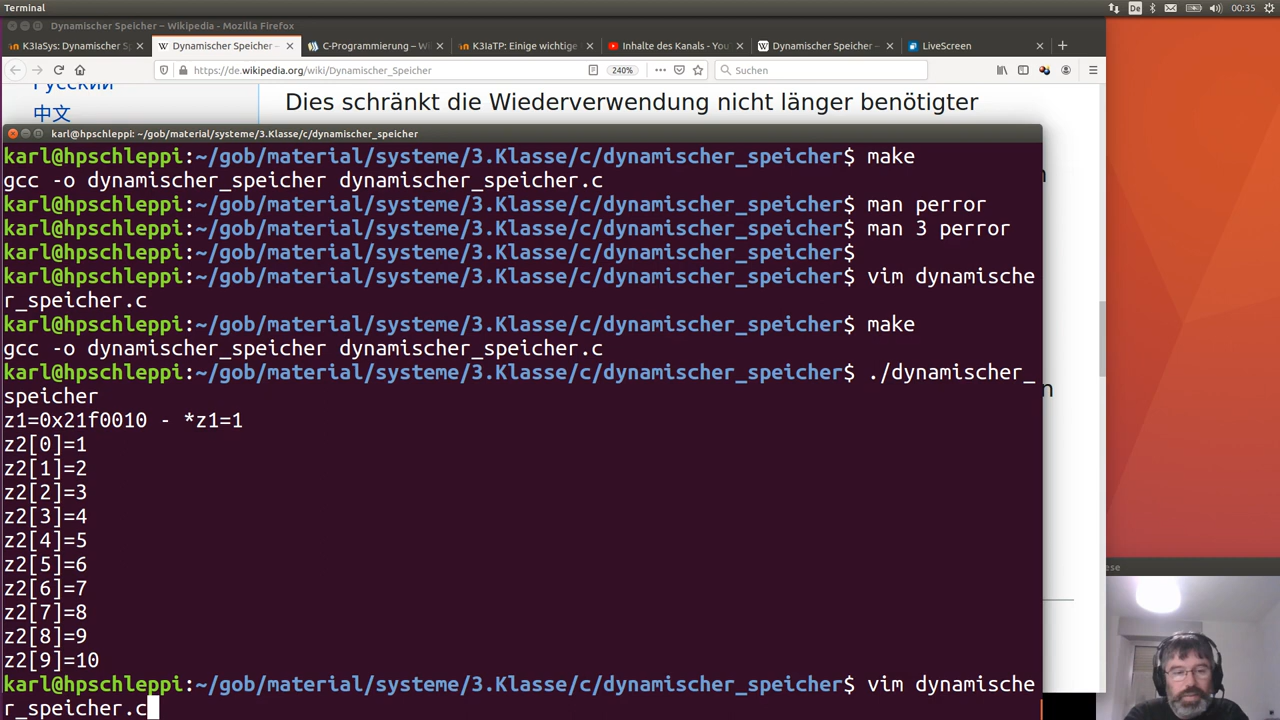 Terminal
De
00:35
Dynamischer Speicher – Wikipedia - Mozilla Firefox
K3IaSys: Dynamischer S
Dynamischer Speicher –
C-Programmierung – Wi
K3IaTP: Einige wichtige
Inhalte des Kanals - You
Dynamischer Speicher –
LiveScreen
https://de.wikipedia.org/wiki/Dynamischer_Speicher
240%
Suchen
Русский
中文
Dies schränkt die Wiederverwendung nicht länger benötigter
karl@hpschleppi: ~/gob/material/systeme/3.Klasse/c/dynamischer_speicher
karl@hpschleppi:~/gob/material/systeme/3.Klasse/c/dynamischer_speicher$ make
gcc -o dynamischer_speicher dynamischer_speicher.c
karl@hpschleppi:~/gob/material/systeme/3.Klasse/c/dynamischer_speicher$ man perror
karl@hpschleppi:~/gob/material/systeme/3.Klasse/c/dynamischer_speicher$ man 3 perror
karl@hpschleppi:~/gob/material/systeme/3.Klasse/c/dynamischer_speicher$
karl@hpschleppi:~/gob/material/systeme/3.Klasse/c/dynamischer_speicher$ vim dynamische
r_speicher.c
karl@hpschleppi:~/gob/material/systeme/3.Klasse/c/dynamischer_speicher$ make
gcc -o dynamischer_speicher dynamischer_speicher.c
karl@hpschleppi:~/gob/material/systeme/3.Klasse/c/dynamischer_speicher$ ./dynamischer_
speicher
z1=0x21f0010 - *z1=1
z2[0]=1
z2[1]=2
z2[2]=3
z2[3]=4
z2[4]=5
z2[5]=6
z2[6]=7
z2[7]=8
z2[8]=9
z2[9]=10
karl@hpschleppi:~/gob/material/systeme/3.Klasse/c/dynamischer_speicher$ vim dynamische
r_speicher.c